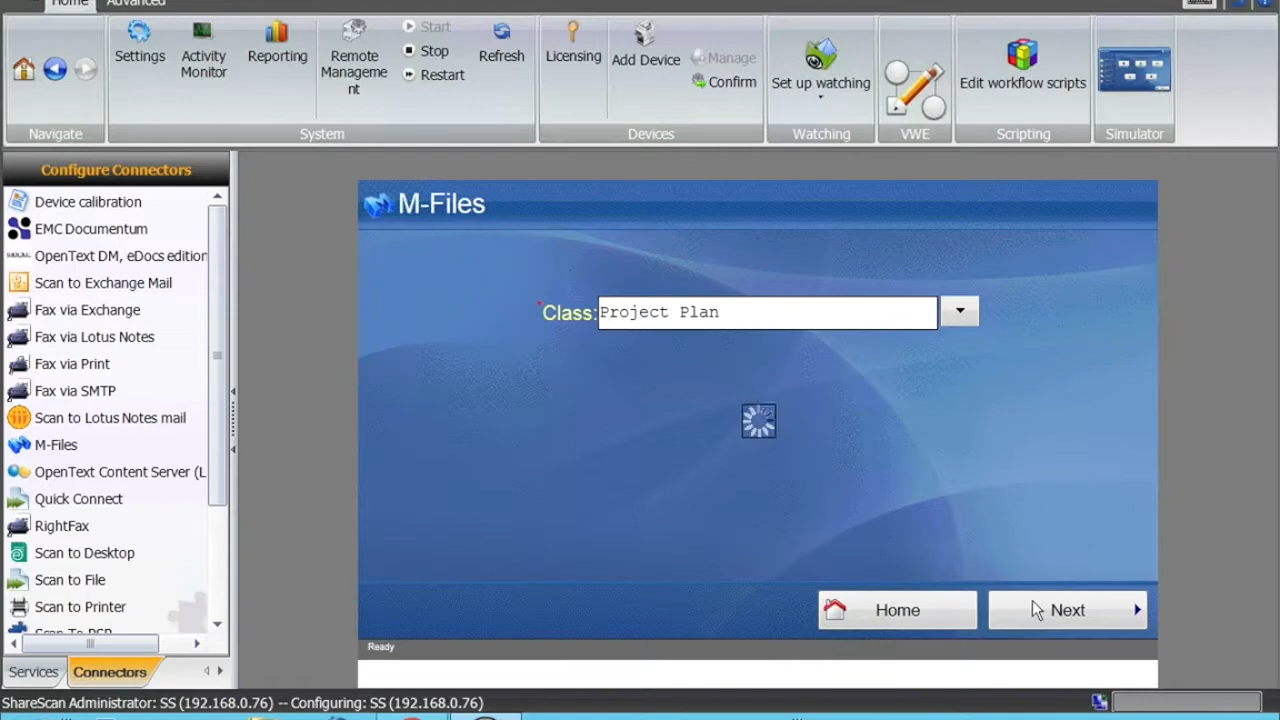 Home
Advanced
Settings
Activity
Monitor
Reporting
Remote
Manageme
nt
Start
Stop
Restart
Refresh
Licensing
Add Device
Manage
Confirm
Set up watching
Edit workflow scripts
Navigate
System
Devices
Watching
VWE
Scripting
Simulator
Configure Connectors
Device calibration
EMC Documentum
OpenText DM, eDocs edition
Scan to Exchange Mail
Fax via Exchange
Fax via Lotus Notes
Fax via Print
Fax via SMTP
Scan to Lotus Notes mail
M-Files
OpenText Content Server (L
Quick Connect
RightFax
Scan to Desktop
Scan to File
Scan to Printer
Services
Connectors
M-Files
*Class: Project Plan
Home
Next
Ready
ShareScan Administrator: SS (192.168.0.76) -- Configuring: SS (192.168.0.76)